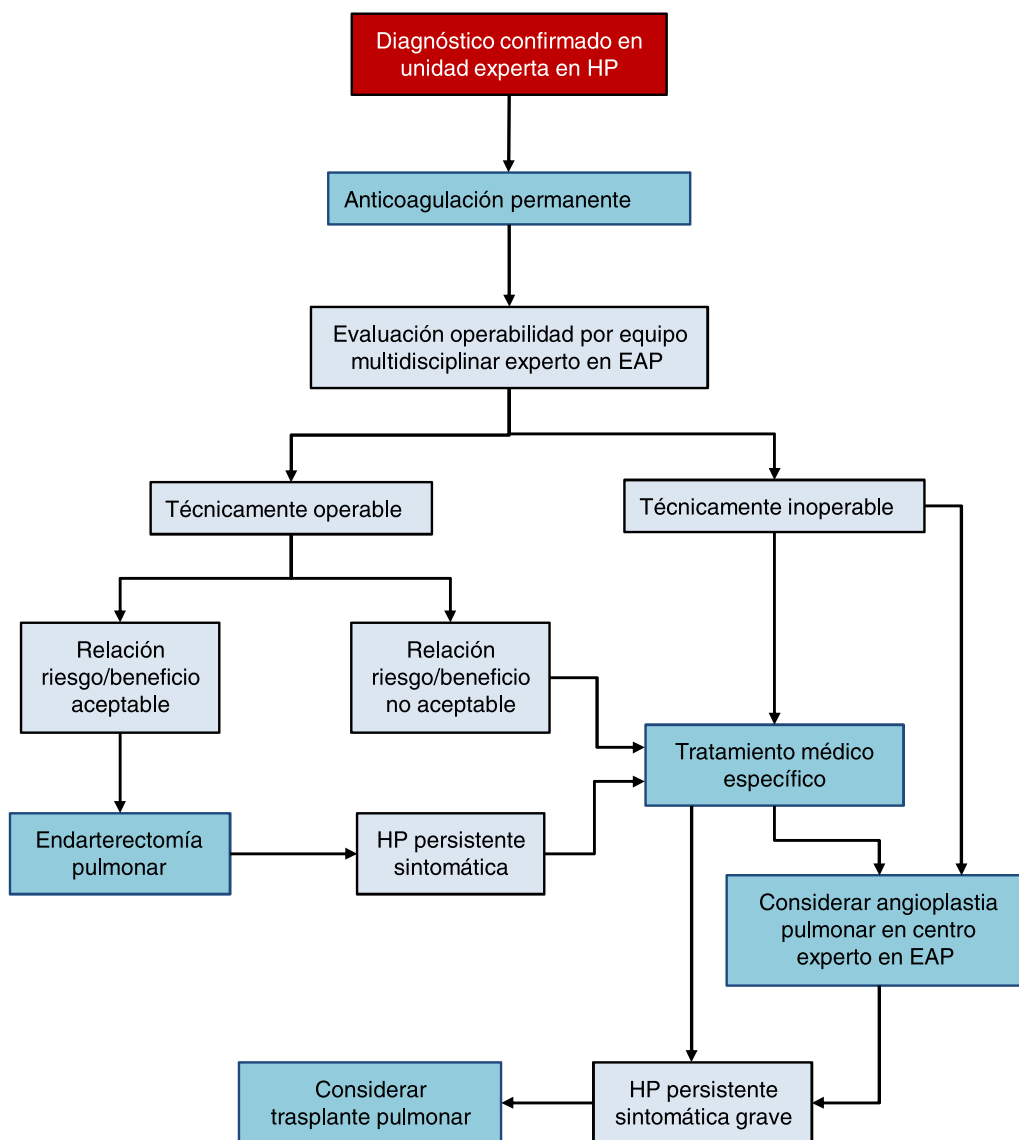 Diagnóstico confirmado en
unidad experta en HP
Anticoagulación permanente
Evaluación operabilidad por equipo
multidisciplinar experto en EAP
Técnicamente operable
Técnicamente inoperable
Relación
riesgo/beneficio
aceptable
Relación
riesgo/beneficio
no aceptable
Tratamiento médico
específico
Endarterectomía
pulmonar
HP persistente
sintomática
Considerar angioplastia
pulmonar en centro
experto en EAP
Considerar
trasplante pulmonar
HP persistente
sintomática grave